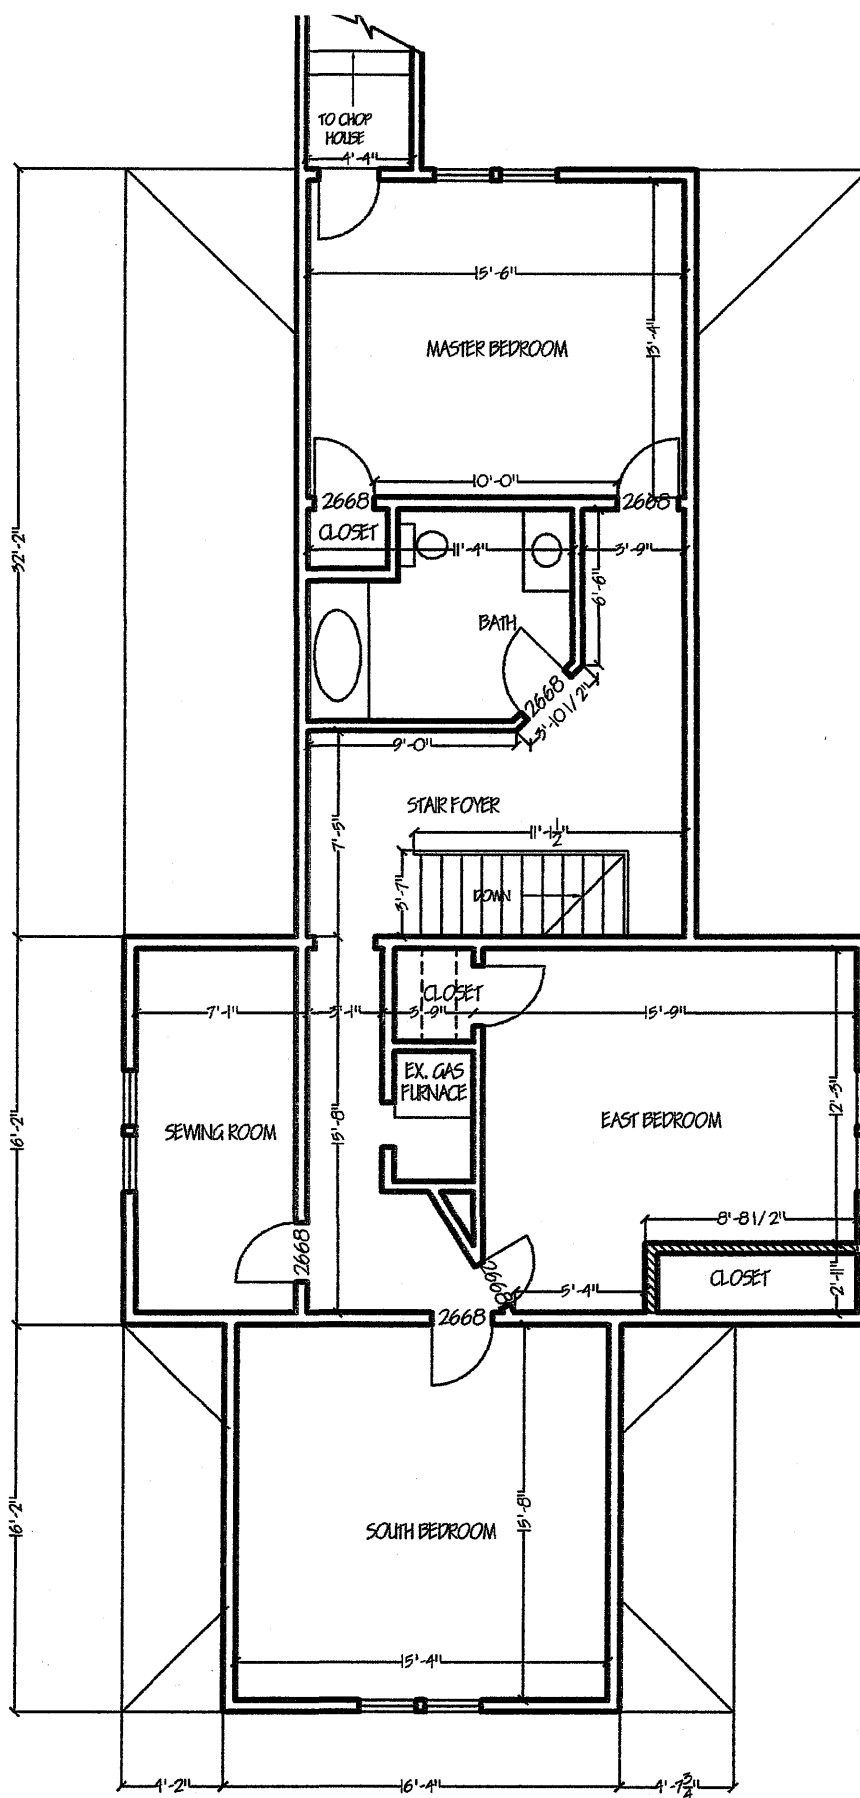 TO CHOP
HOUSE
4'-4"
15'-6"
MASTER BEDROOM
13'-4"
10'-0"
2668
2668
CLOSET
11'-4"
3'-9"
32'-2"
6'-6"
BATH
2668
3'-10 1/2"
9'-0"
STAIR FOYER
7'-5"
11'-1 1/2"
3'-7"
DOWN
CLOSET
7'-1"
3'-1"
3'-9"
15'-9"
EX. GAS
FURNACE
12'-3"
16'-2"
15'-8"
SEWING ROOM
EAST BEDROOM
8'-8 1/2"
2668
2668
CLOSET
5'-4"
2'-11"
2668
16'-2"
15'-8"
SOUTH BEDROOM
15'-4"
4'-2"
16'-4"
4'-7 3/4"